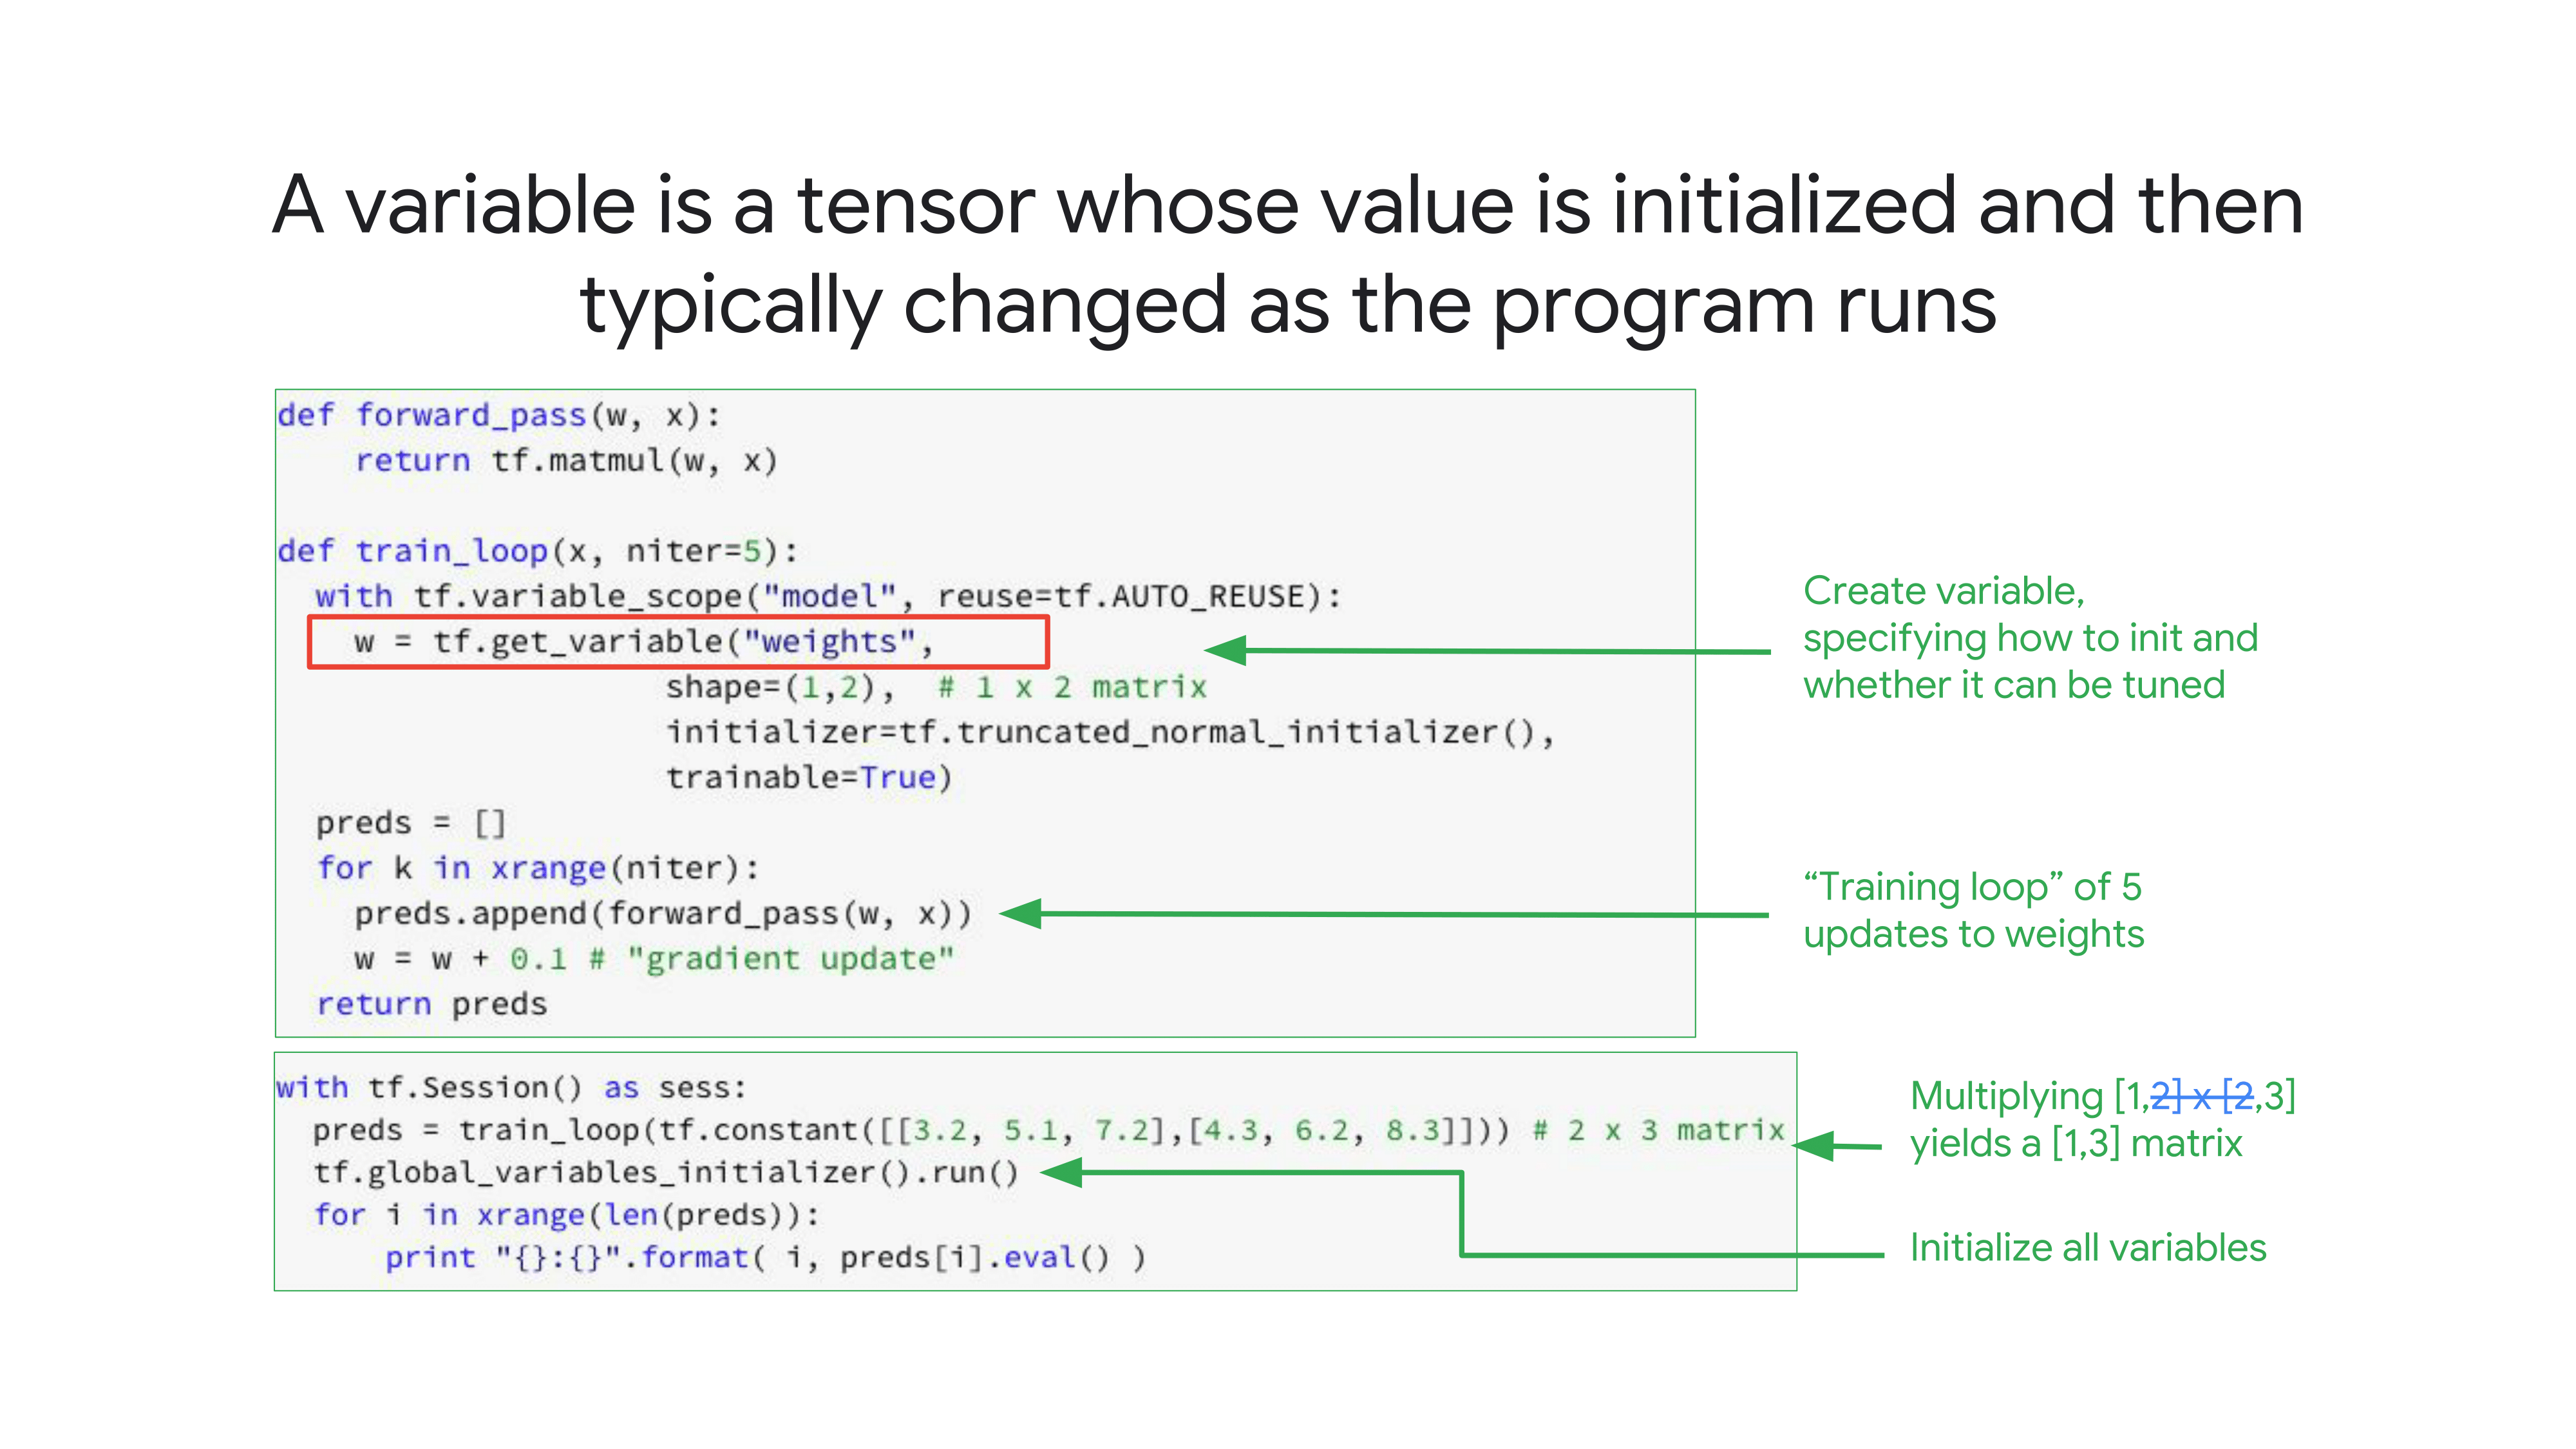 A variable is a tensor whose value is initialized and then
typically changed as the program runs
def forward_pass(w, x):
    return tf.matmul(w, x)
def train_loop(x, niter=5):
  with tf.variable_scope("model", reuse=tf.AUTO_REUSE):
    w = tf.get_variable("weights",
                    shape=(1,2),  # 1 x 2 matrix
                    initializer=tf.truncated_normal_initializer(),
                    trainable=True)
  preds = []
  for k in xrange(niter):
    preds.append(forward_pass(w, x))
    w = w + 0.1 # "gradient update"
  return preds
Create variable,
specifying how to init and
whether it can be tuned
“Training loop” of 5
updates to weights
with tf.Session() as sess:
  preds = train_loop(tf.constant([[3.2, 5.1, 7.2],[4.3, 6.2, 8.3]])) # 2 x 3 matrix
  tf.global_variables_initializer().run()
  for i in xrange(len(preds)):
      print "{}:{}".format( i, preds[i].eval() )
Multiplying [1,2] x [2,3]
yields a [1,3] matrix
Initialize all variables